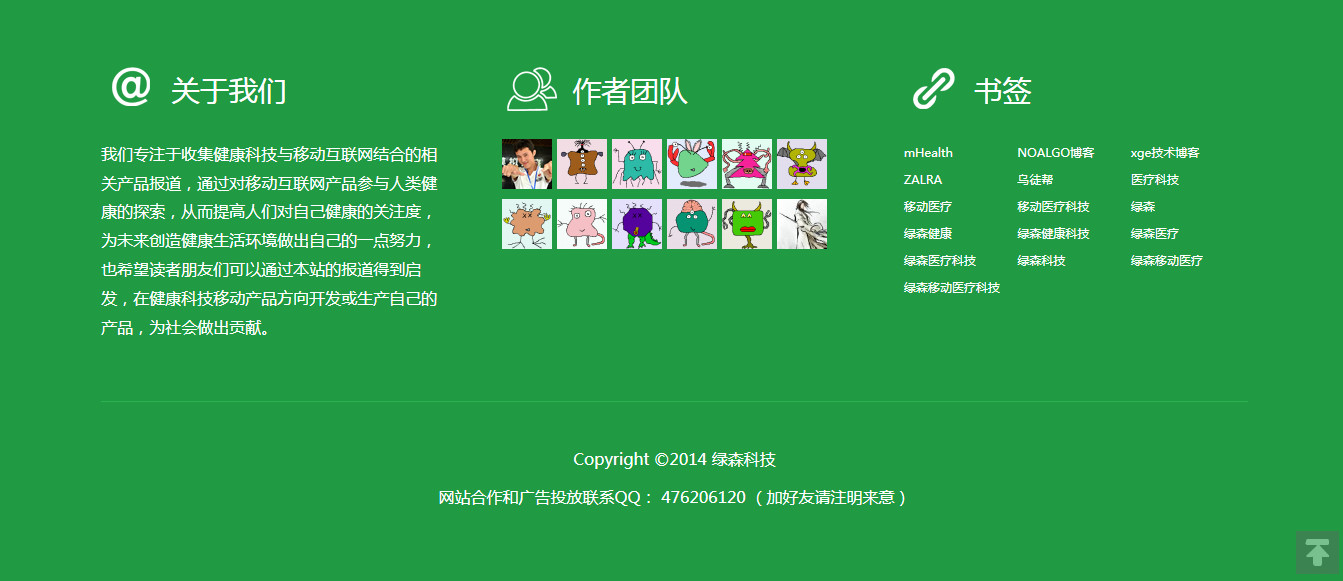 @ 关于我们
我们专注于收集健康科技与移动互联网结合的相
关产品报道，通过对移动互联网产品参与人类健
康的探索，从而提高人们对自己健康的关注度，
为未来创造健康生活环境做出自己的一点努力，
也希望读者朋友们可以通过本站的报道得到启
发，在健康科技移动产品方向开发或生产自己的
产品，为社会做出贡献。
作者团队
书签
mHealth NOALGO博客 xge技术博客
ZALRA 乌徒帮 医疗科技
移动医疗 移动医疗科技 绿森
绿森健康 绿森健康科技 绿森医疗
绿森医疗科技 绿森科技 绿森移动医疗
绿森移动医疗科技
Copyright ©2014 绿森科技
网站合作和广告投放联系QQ： 476206120 （加好友请注明来意）